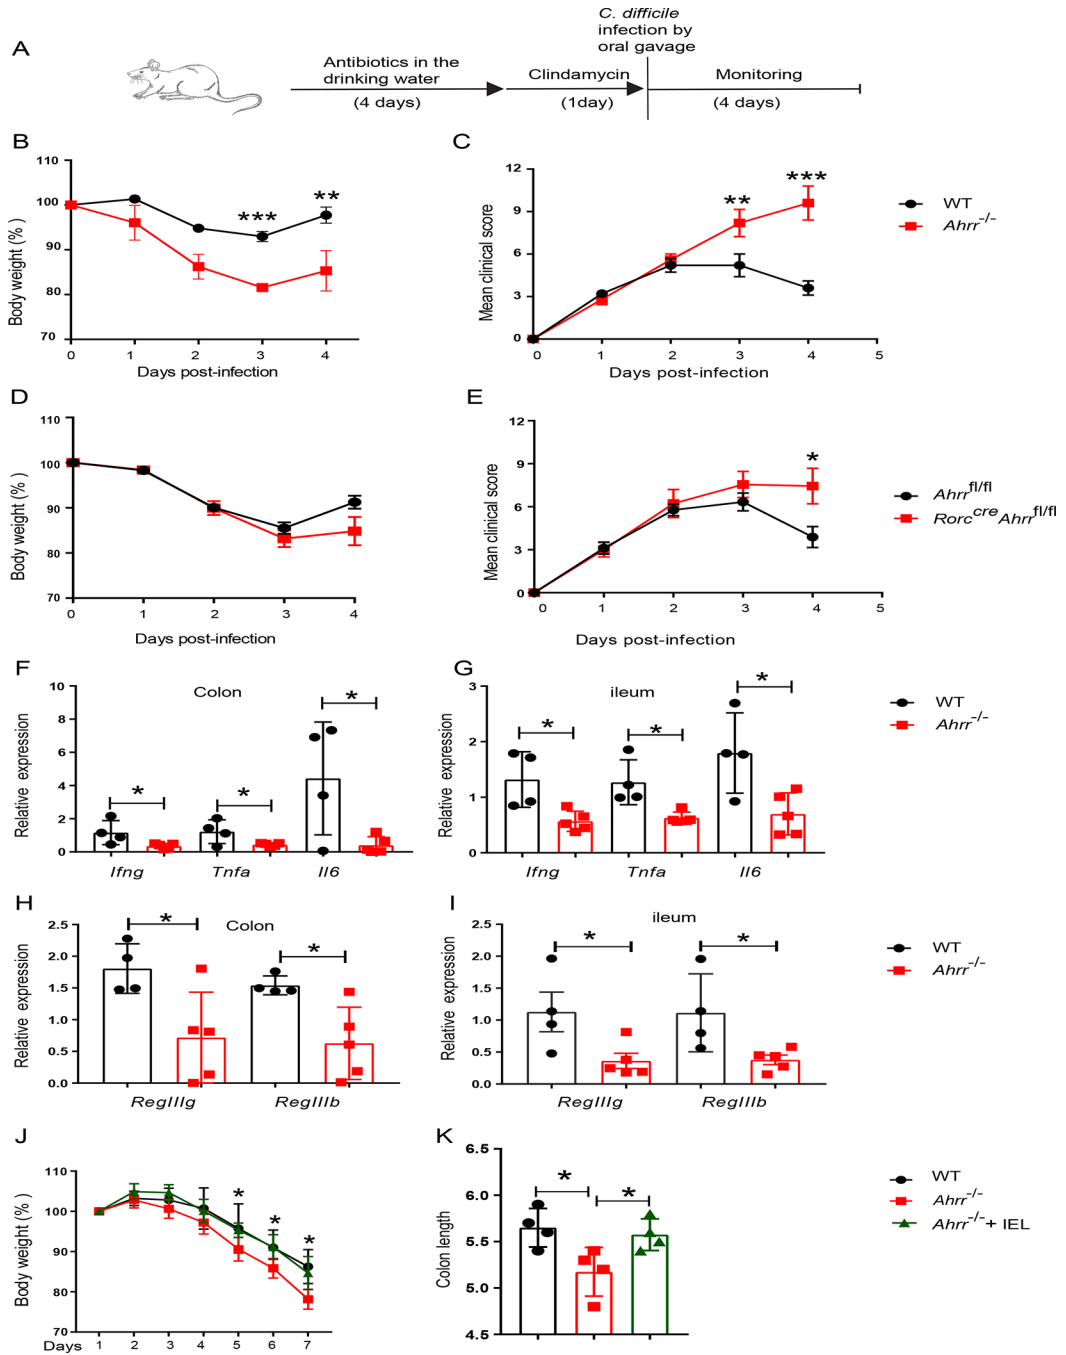 A
Antibiotics in the
drinking water
(4 days)
Clindamycin
(1day)
C. difficile
infection by
oral gavage
Monitoring
(4 days)
B
110
100
90
80
70
Body weight (% )
0 1 2 3 4
Days post-infection
*** **
C
12
9
6
3
0
Mean clinical score
0 1 2 3 4 5
Days post-infection
** ***
WT
Ahrr-/-
D
110
100
90
80
70
Body weight (% )
0 1 2 3 4
Days post-infection
E
12
9
6
3
0
Mean clinical score
0 1 2 3 4 5
Days post-infection
*
Ahrrfl/fl
RorccreAhrrfl/fl
F
Colon
10
8
6
4
2
0
Relative expression
* * *
Ifng Tnfa Il6
G
ileum
3
2
1
0
Relative expression
* * *
Ifng Tnfa Il6
WT
Ahrr-/-
H
Colon
2.5
2.0
1.5
1.0
0.5
0.0
Relative expression
* *
RegIIIg RegIIIb
I
ileum
2.5
2.0
1.5
1.0
0.5
0.0
Relative expression
* *
RegIIIg RegIIIb
WT
Ahrr-/-
J
110
100
90
80
70
Body weight (% )
* * *
Days 1 2 3 4 5 6 7
K
6.5
6.0
5.5
5.0
4.5
Colon length
* *
WT
Ahrr-/-
Ahrr-/-+ IEL